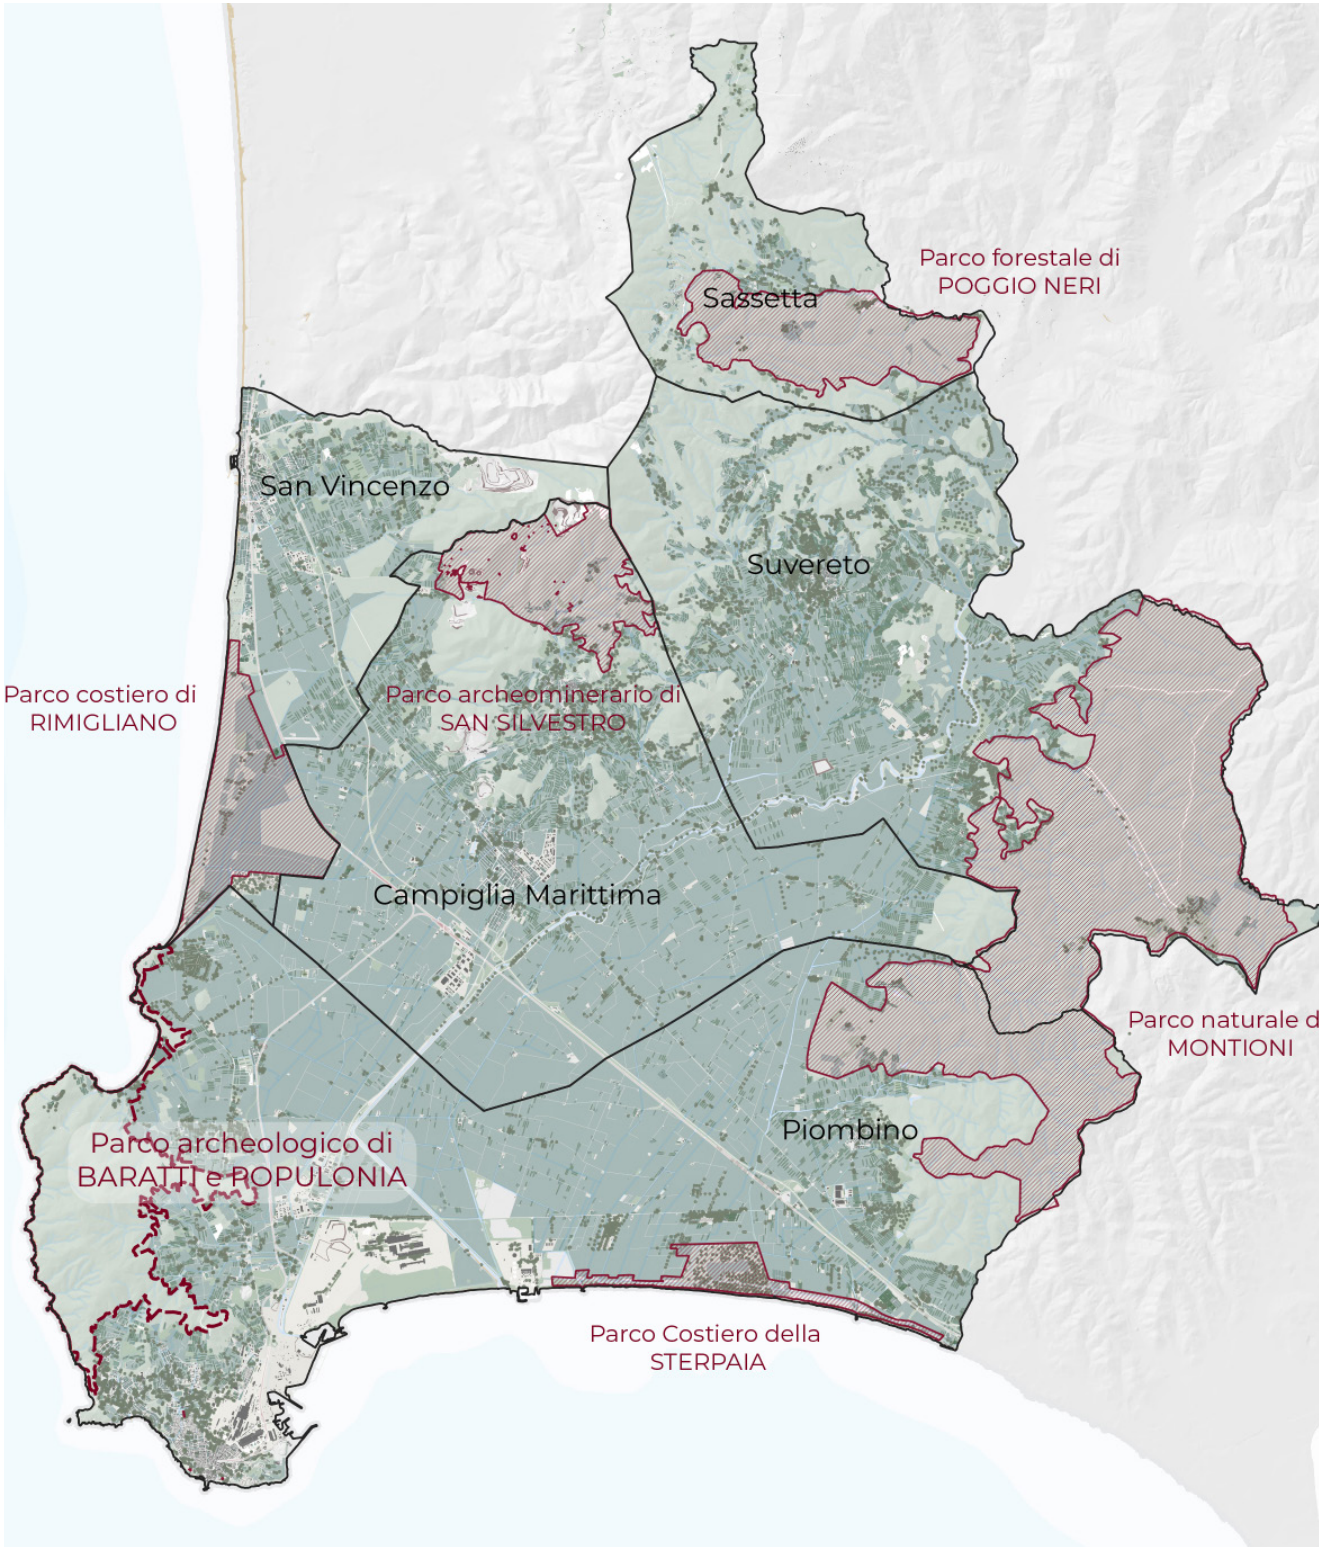 Parco forestale di
POGGIO NERI
Sassetta
San Vincenzo
Suvereto
Parco costiero di
RIMIGLIANO
Parco archeominerario di
SAN SILVESTRO
Campiglia Marittima
Parco naturale d
MONTIONI
Piombino
Parco archeologico di
BARATTI e POPULONIA
Parco Costiero della
STERPAIA